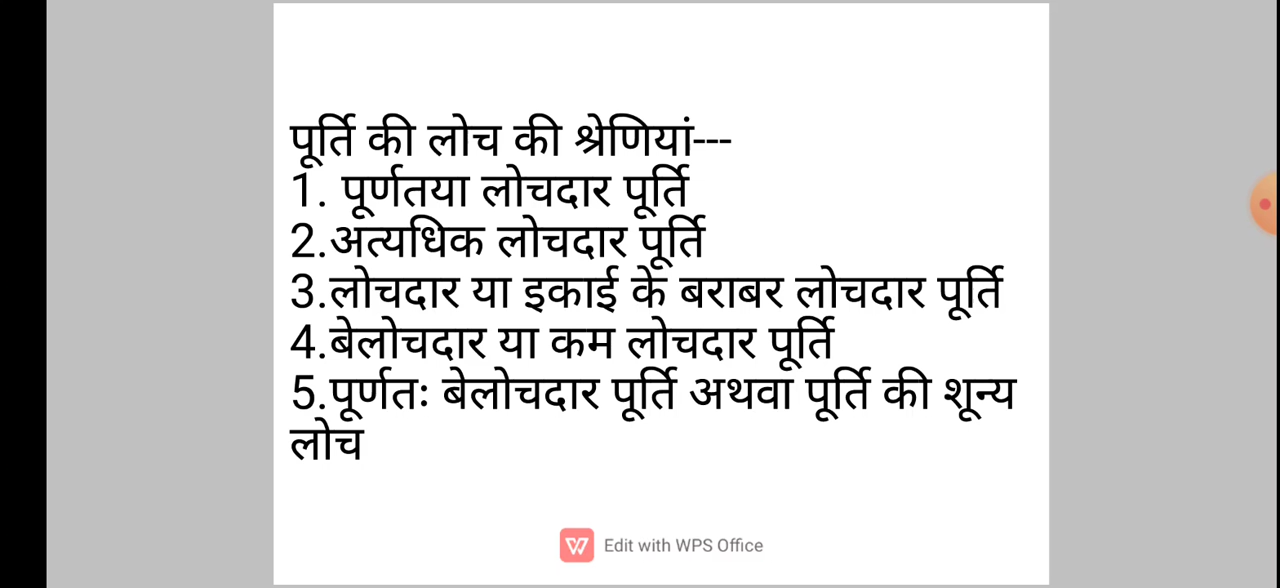 पूर्ति की लोच की श्रेणियां---
1. पूर्णतया लोचदार पूर्ति
2.अत्यधिक लोचदार पूर्ति
3.लोचदार या इकाई के बराबर लोचदार पूर्ति
4.बेलोचदार या कम लोचदार पूर्ति
5.पूर्णतः बेलोचदार पूर्ति अथवा पूर्ति की शून्य
लोच
Edit with WPS Office